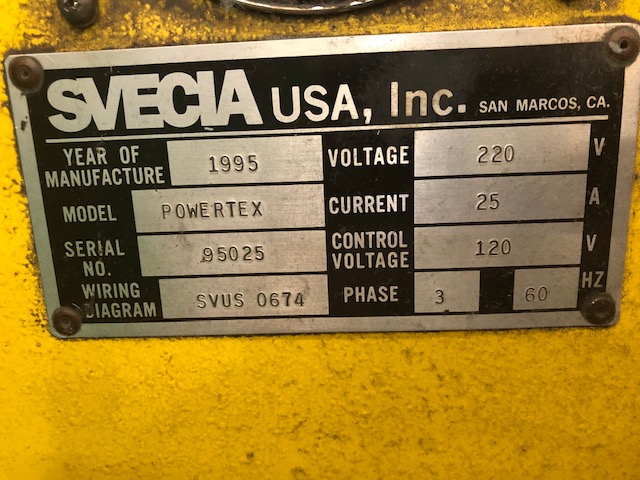 SVECIA USA, Inc. SAN MARCOS, CA.
YEAR OF MANUFACTURE 1995 VOLTAGE 220 V
MODEL POWERTEX CURRENT 25 A
SERIAL NO. 95025 CONTROL VOLTAGE 120 V
WIRING DIAGRAM SVUS 0674 PHASE 3 60 HZ